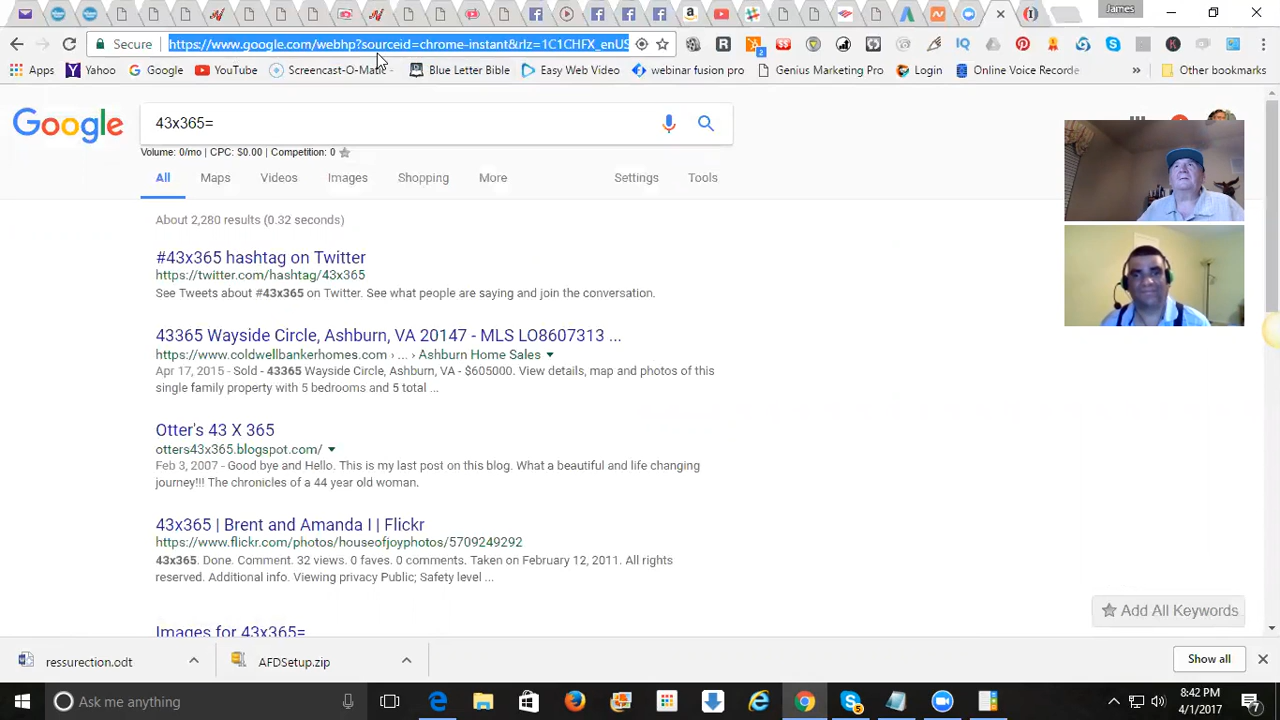 James
Secure
https://www.google.com/webhp?sourceid=chrome-instant&rlz=1C1CHFX_enUS
Apps Yahoo Google YouTube Screencast-O-Matic Blue Letter Bible Easy Web Video webinar fusion pro Genius Marketing Pro Login Online Voice Recorde » Other bookmarks
Google 43x365=
Volume: 0/mo | CPC: $0.00 | Competition: 0
All Maps Videos Images Shopping More Settings Tools
About 2,280 results (0.32 seconds)
#43x365 hashtag on Twitter
https://twitter.com/hashtag/43x365
See Tweets about #43x365 on Twitter. See what people are saying and join the conversation.
43365 Wayside Circle, Ashburn, VA 20147 - MLS LO8607313 ...
https://www.coldwellbankerhomes.com › ... › Ashburn Home Sales
Apr 17, 2015 - Sold - 43365 Wayside Circle, Ashburn, VA - $605000. View details, map and photos of this
single family property with 5 bedrooms and 5 total ...
Otter's 43 X 365
otters43x365.blogspot.com/
Feb 3, 2007 - Good bye and Hello. This is my last post on this blog. What a beautiful and life changing
journey!!! The chronicles of a 44 year old woman.
43x365 | Brent and Amanda I | Flickr
https://www.flickr.com/photos/houseofjoyphotos/5709249292
43x365. Done. Comment. 32 views. 0 faves. 0 comments. Taken on February 12, 2011. All rights
reserved. Additional info. Viewing privacy Public; Safety level ...
Images for 43x365=
Add All Keywords
ressurection.odt AFDSetup.zip Show all
Ask me anything
8:42 PM
4/1/2017